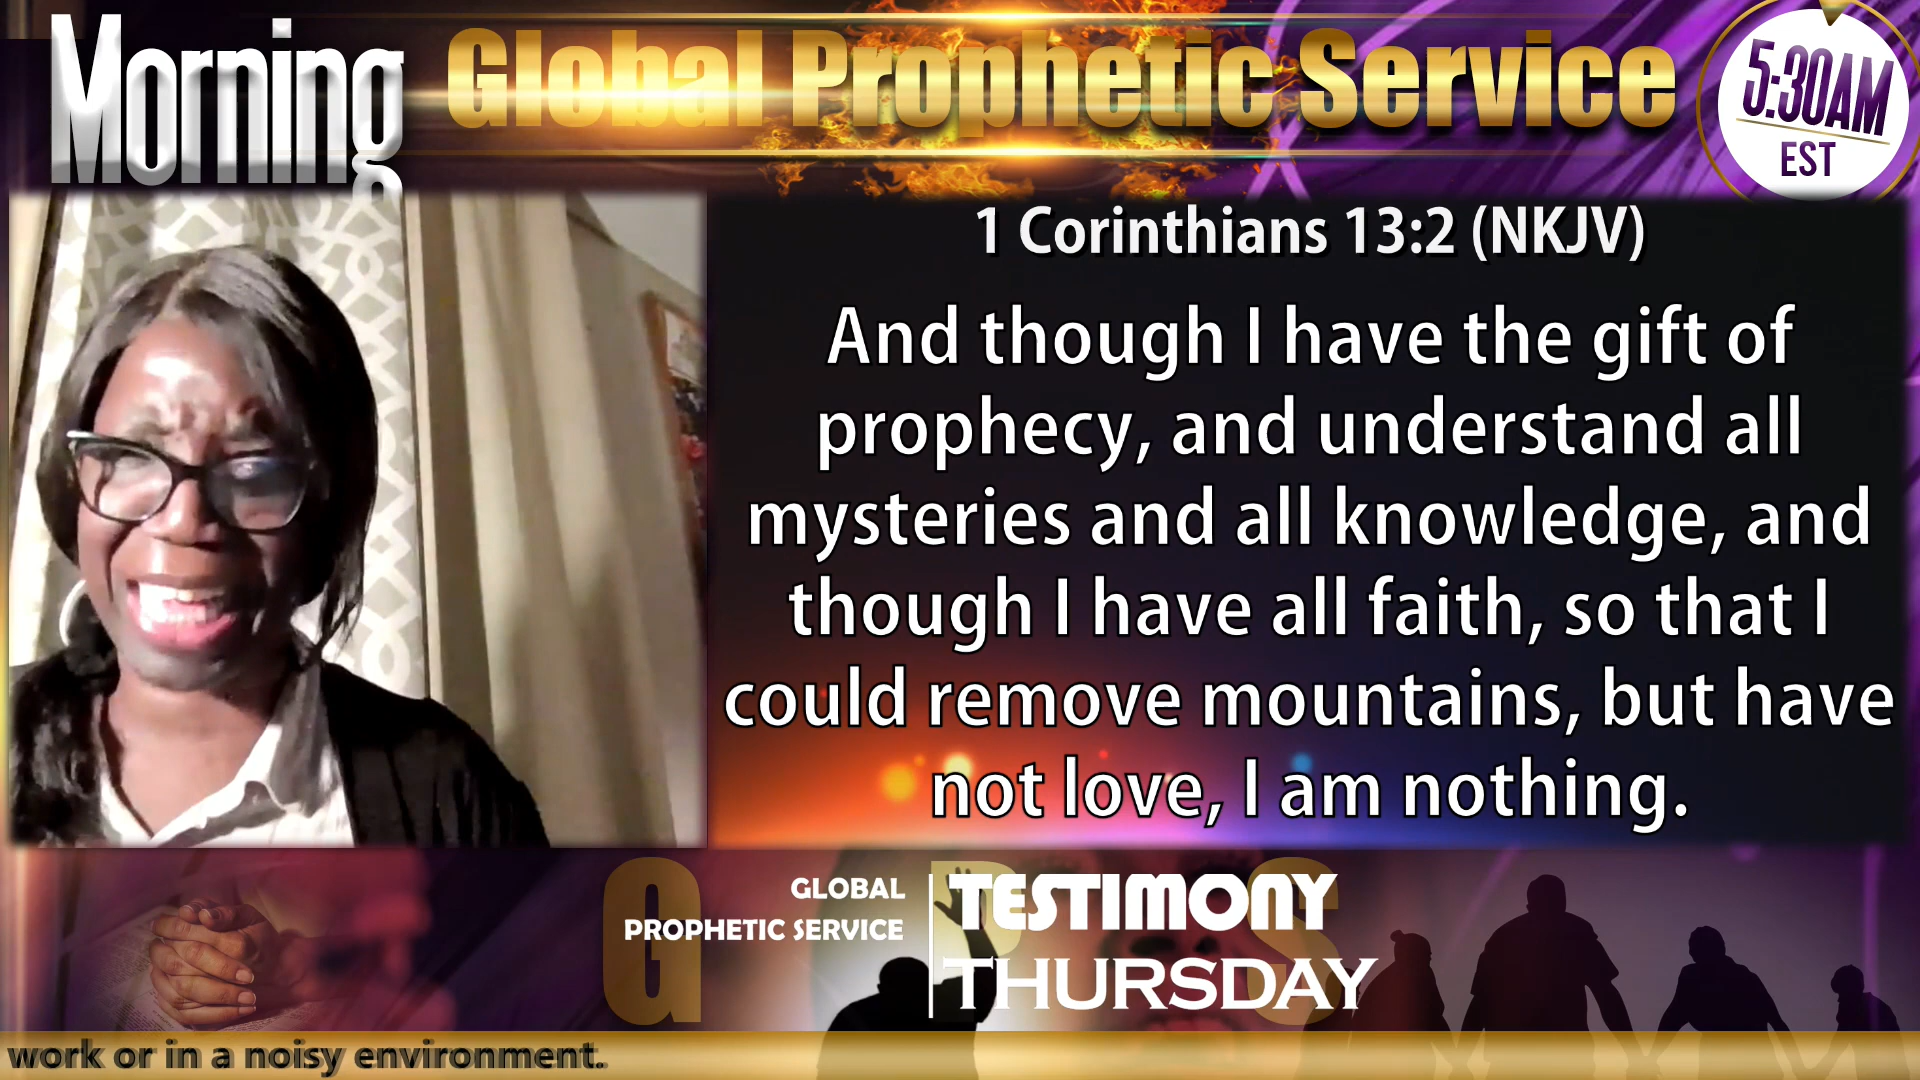 Morning
Global Prophetic Service
5:30AM
EST
1 Corinthians 13:2 (NKJV)
And though I have the gift of
prophecy, and understand all
mysteries and all knowledge, and
though I have all faith, so that I
could remove mountains, but have
not love, I am nothing.
G P S
GLOBAL
PROPHETIC SERVICE
TESTIMONY
THURSDAY
work or in a noisy environment.